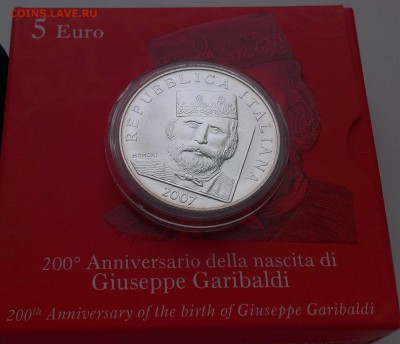 COINS.LAVE.RU
5 Euro
REPUBBLICA ITALIANA
MOMONI
2007
200° Anniversario della nascita di
Giuseppe Garibaldi
200th Anniversary of the birth of Giuseppe Garibaldi